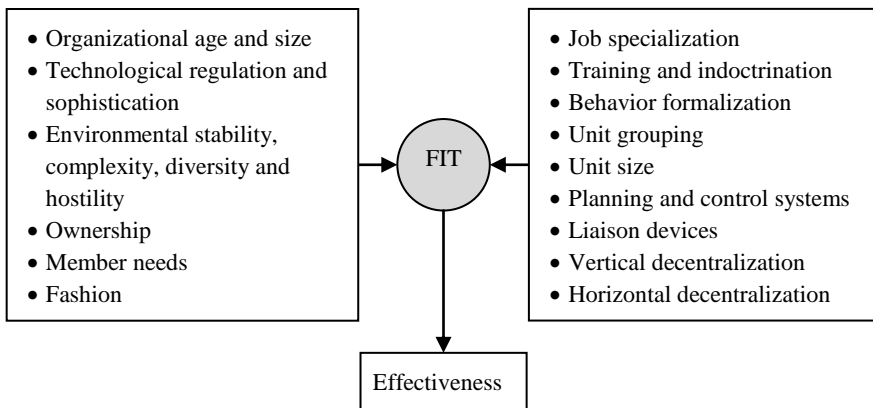 • Organizational age and size
• Technological regulation and
sophistication
• Environmental stability,
complexity, diversity and
hostility
• Ownership
• Member needs
• Fashion
FIT
• Job specialization
• Training and indoctrination
• Behavior formalization
• Unit grouping
• Unit size
• Planning and control systems
• Liaison devices
• Vertical decentralization
• Horizontal decentralization
Effectiveness